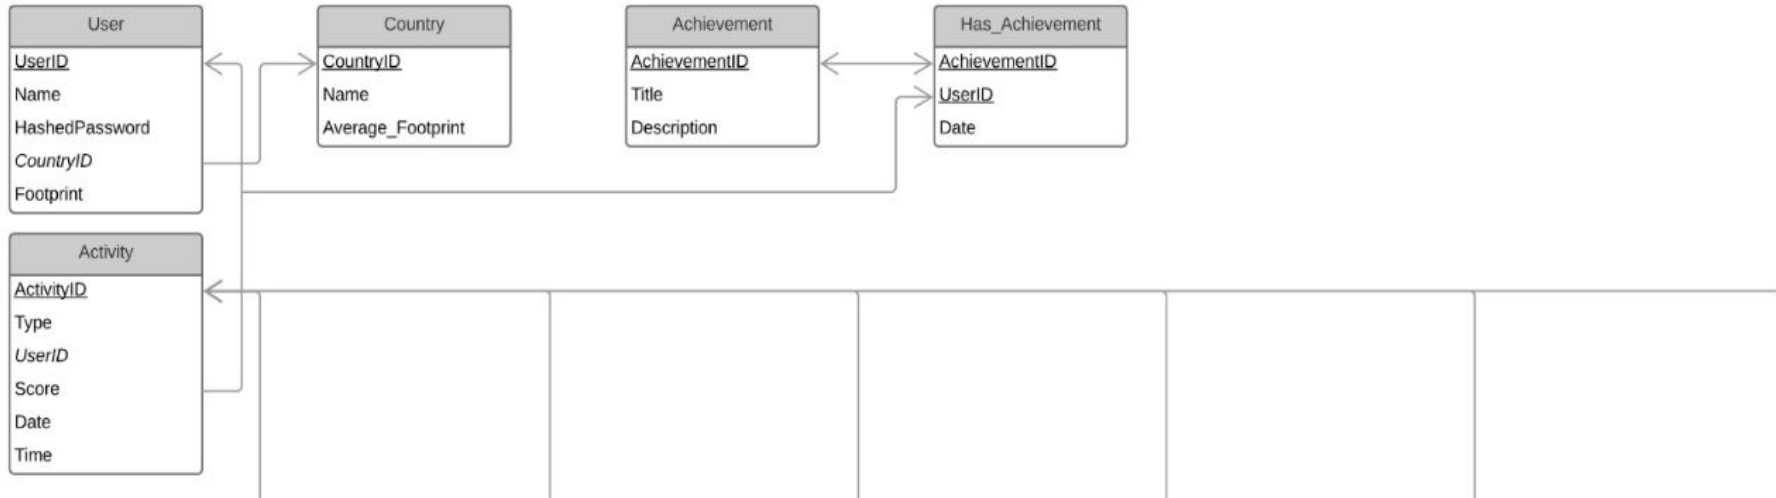 User
UserID
Name
HashedPassword
CountryID
Footprint
Country
CountryID
Name
Average_Footprint
Achievement
AchievementID
Title
Description
Has_Achievement
AchievementID
UserID
Date
Activity
ActivityID
Type
UserID
Score
Date
Time